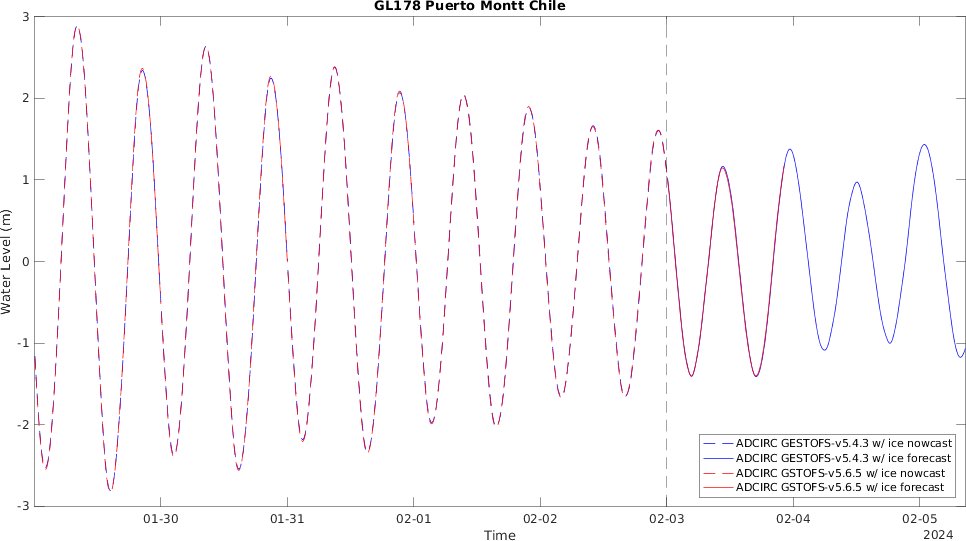 GL178 Puerto Montt Chile
3
2
1
0
-1
-2
-3
Water Level (m)
01-30
01-31
02-01
02-02
02-03
02-04
02-05
Time
2024
ADCIRC GESTOFS-v5.4.3 w/ ice nowcast
ADCIRC GESTOFS-v5.4.3 w/ ice forecast
ADCIRC GSTOFS-v5.6.5 w/ ice nowcast
ADCIRC GSTOFS-v5.6.5 w/ ice forecast